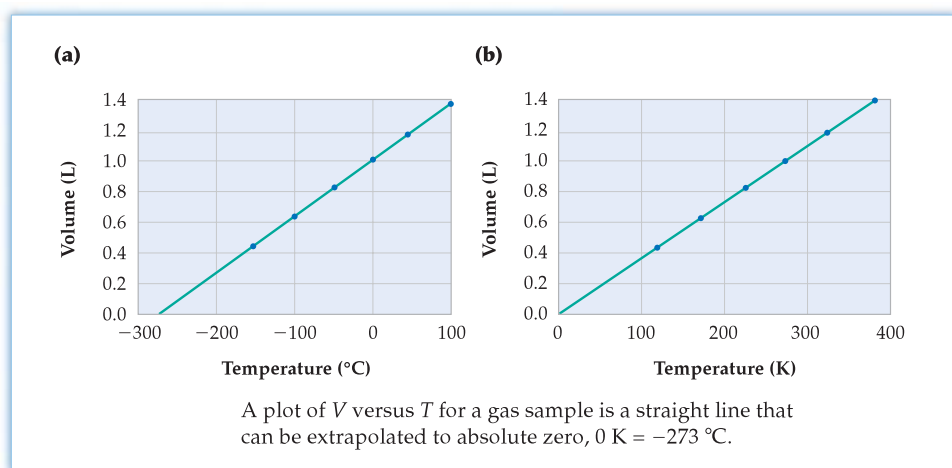 (a)
1.4
1.2
1.0
0.8
0.6
0.4
0.2
0.0
Volume (L)
−300 −200 −100 0 100
Temperature (°C)
(b)
1.4
1.2
1.0
0.8
0.6
0.4
0.2
0.0
Volume (L)
0 100 200 300 400
Temperature (K)
A plot of V versus T for a gas sample is a straight line that
can be extrapolated to absolute zero, 0 K = −273 °C.